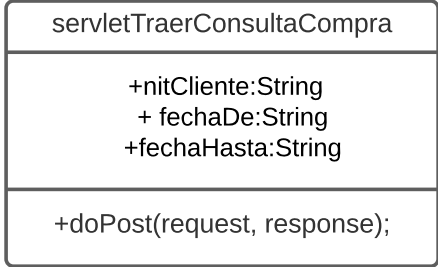 servletTraerConsultaCompra
+nitCliente:String
+ fechaDe:String
+fechaHasta:String
+doPost(request, response);